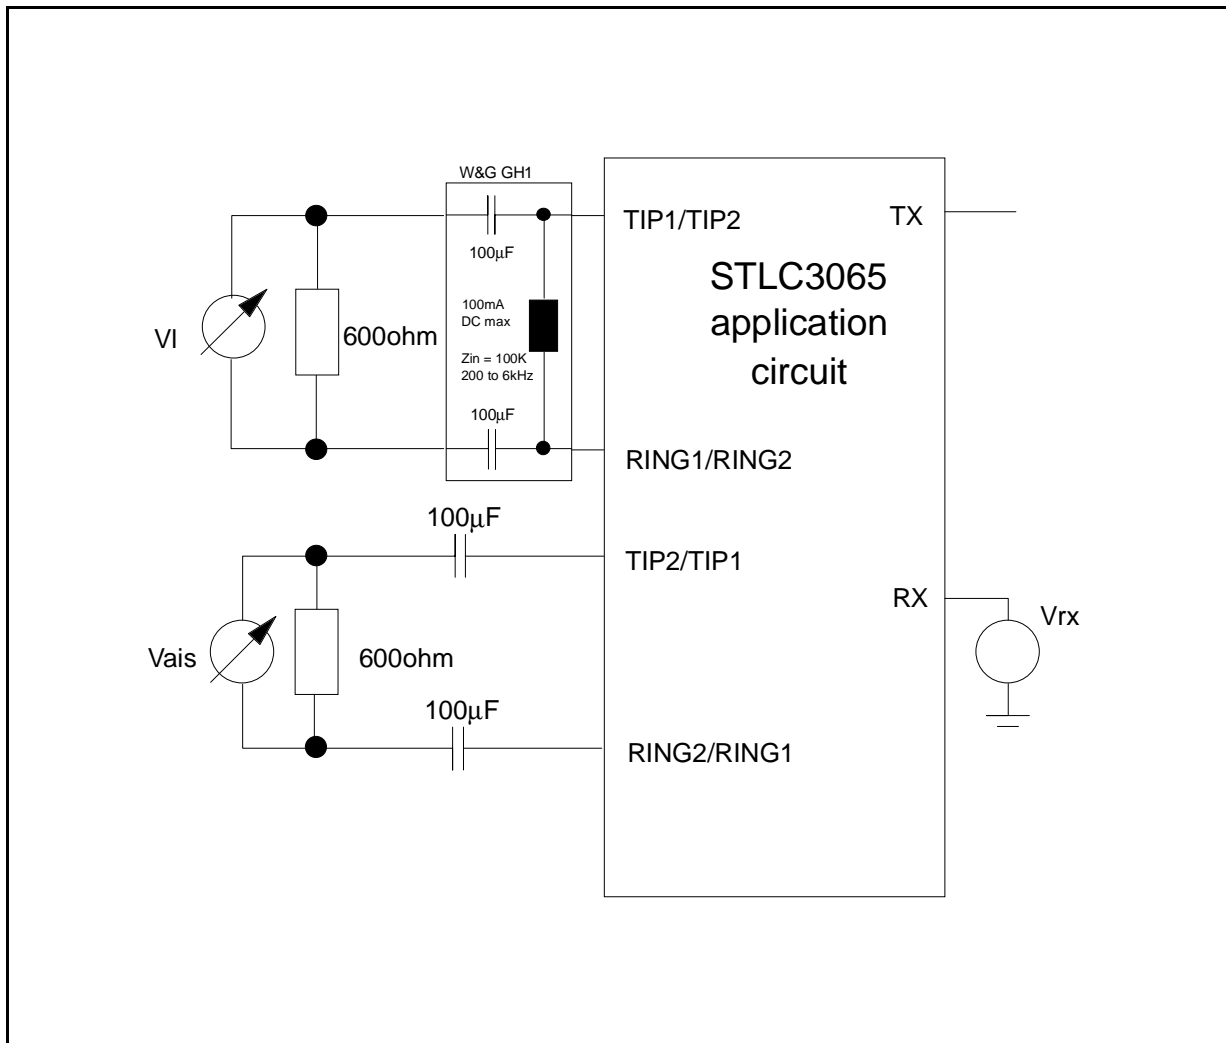 W&G GH1
TIP1/TIP2
TX
100μF
STLC3065
application
circuit
100mA
DC max
VI
600ohm
Zin = 100K
200 to 6kHz
100μF
RING1/RING2
100μF
TIP2/TIP1
RX
Vrx
Vais
600ohm
100μF
RING2/RING1